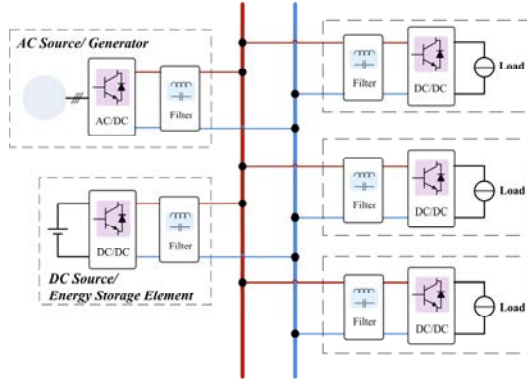 AC Source/ Generator
AC/DC
Filter
DC/DC
Filter
DC Source/
Energy Storage Element
Filter
DC/DC
Load
Filter
DC/DC
Load
Filter
DC/DC
Load